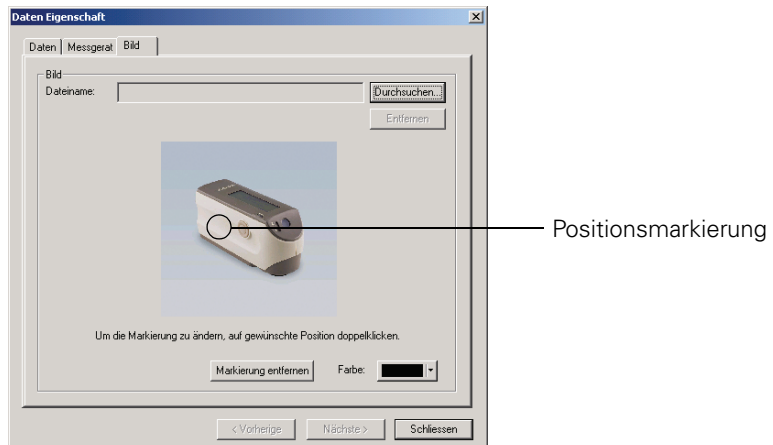 Daten Eigenschaft
Daten Messgerat Bild
Bild
Dateiname: Durchsuchen...
Entfernen
Positionsmarkierung
Um die Markierung zu ändern, auf gewünschte Position doppelklicken.
Markierung entfernen Farbe:
< Vorherige Nächste > Schliessen